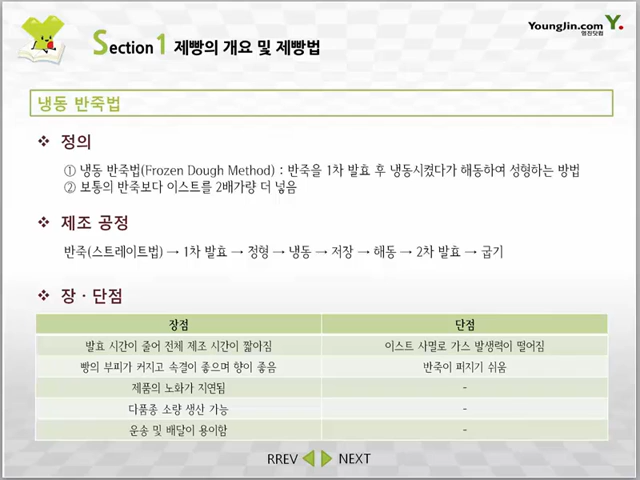 Section 1 제빵의 개요 및 제빵법
YoungJin.com Y.
영진닷컴
냉동 반죽법
❖ 정의
① 냉동 반죽법(Frozen Dough Method) : 반죽을 1차 발효 후 냉동시켰다가 해동하여 성형하는 방법
② 보통의 반죽보다 이스트를 2배가량 더 넣음
❖ 제조 공정
반죽(스트레이트법) → 1차 발효 → 정형 → 냉동 → 저장 → 해동 → 2차 발효 → 굽기
❖ 장 · 단점
장점 단점
발효 시간이 줄어 전체 제조 시간이 짧아짐 이스트 사멸로 가스 발생력이 떨어짐
빵의 부피가 커지고 속결이 좋으며 향이 좋음 반죽이 퍼지기 쉬움
제품의 노화가 지연됨 -
다품종 소량 생산 가능 -
운송 및 배달이 용이함 -
RREV NEXT